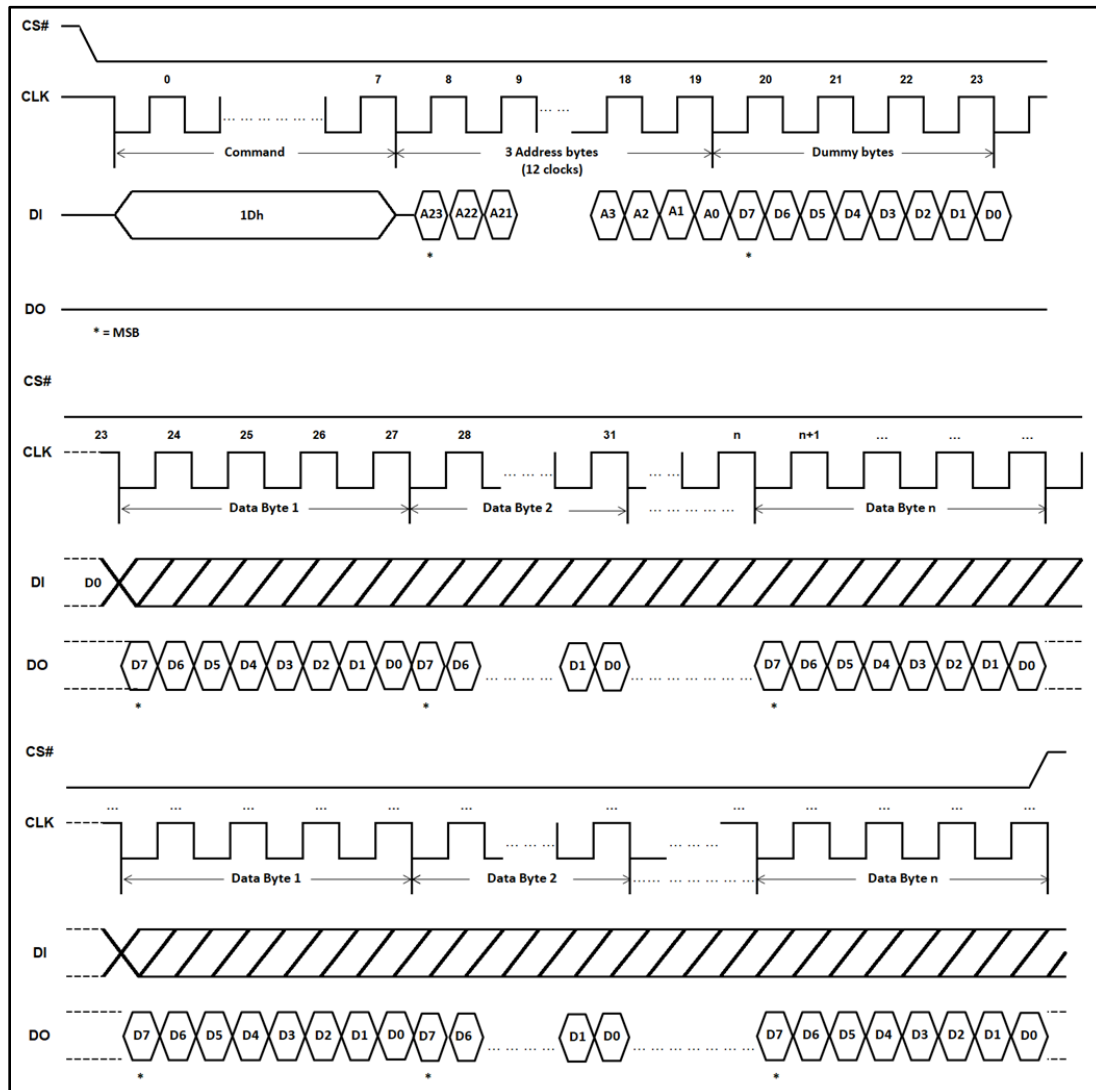 CS#
0 7 8 9 18 19 20 21 22 23
CLK
… … … … … … … …
Command 3 Address bytes Dummy bytes
(12 clocks)
DI 1Dh A23 A22 A21 A3 A2 A1 A0 D7 D6 D5 D4 D3 D2 D1 D0
* *
DO
* = MSB
CS#
23 24 25 26 27 28 31 n n+1 … … …
CLK
… … … … … …
Data Byte 1 Data Byte 2 … … … … … Data Byte n
DI D0
DO D7 D6 D5 D4 D3 D2 D1 D0 D7 D6 … … … … D1 D0 … … … … … … … D7 D6 D5 D4 D3 D2 D1 D0
* * *
CS#
… … … … … … … … … … … …
CLK
… … … … … …
Data Byte 1 Data Byte 2 …… … … … … … Data Byte n
DI
DO D7 D6 D5 D4 D3 D2 D1 D0 D7 D6 … … … … D1 D0 … … … … … … … D7 D6 D5 D4 D3 D2 D1 D0
* * *